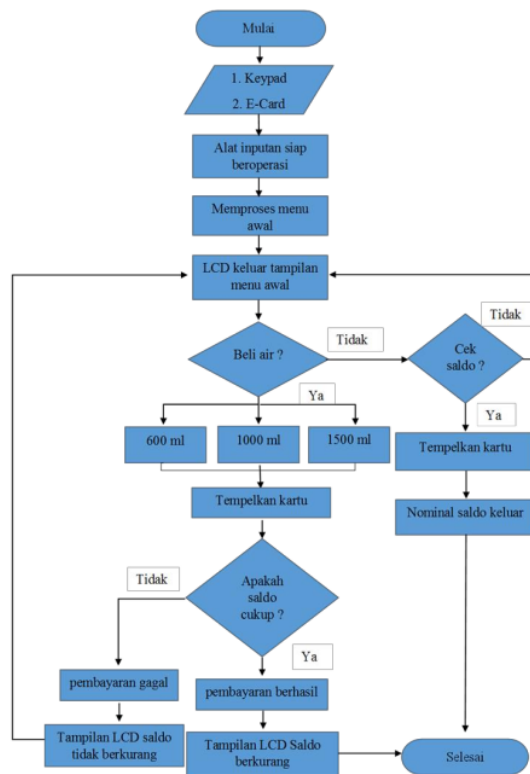 Mulai
1. Keypad
2. E-Card
Alat inputan siap
beroperasi
Memproses menu
awal
LCD keluar tampilan
menu awal
Beli air ?
Tidak
Cek
saldo ?
Tidak
Ya
Ya
600 ml
1000 ml
1500 ml
Tempelkan kartu
Tempelkan kartu
Nominal saldo keluar
Apakah
saldo
cukup ?
Tidak
Ya
pembayaran gagal
pembayaran berhasil
Tampilan LCD saldo
tidak berkurang
Tampilan LCD Saldo
berkurang
Selesai